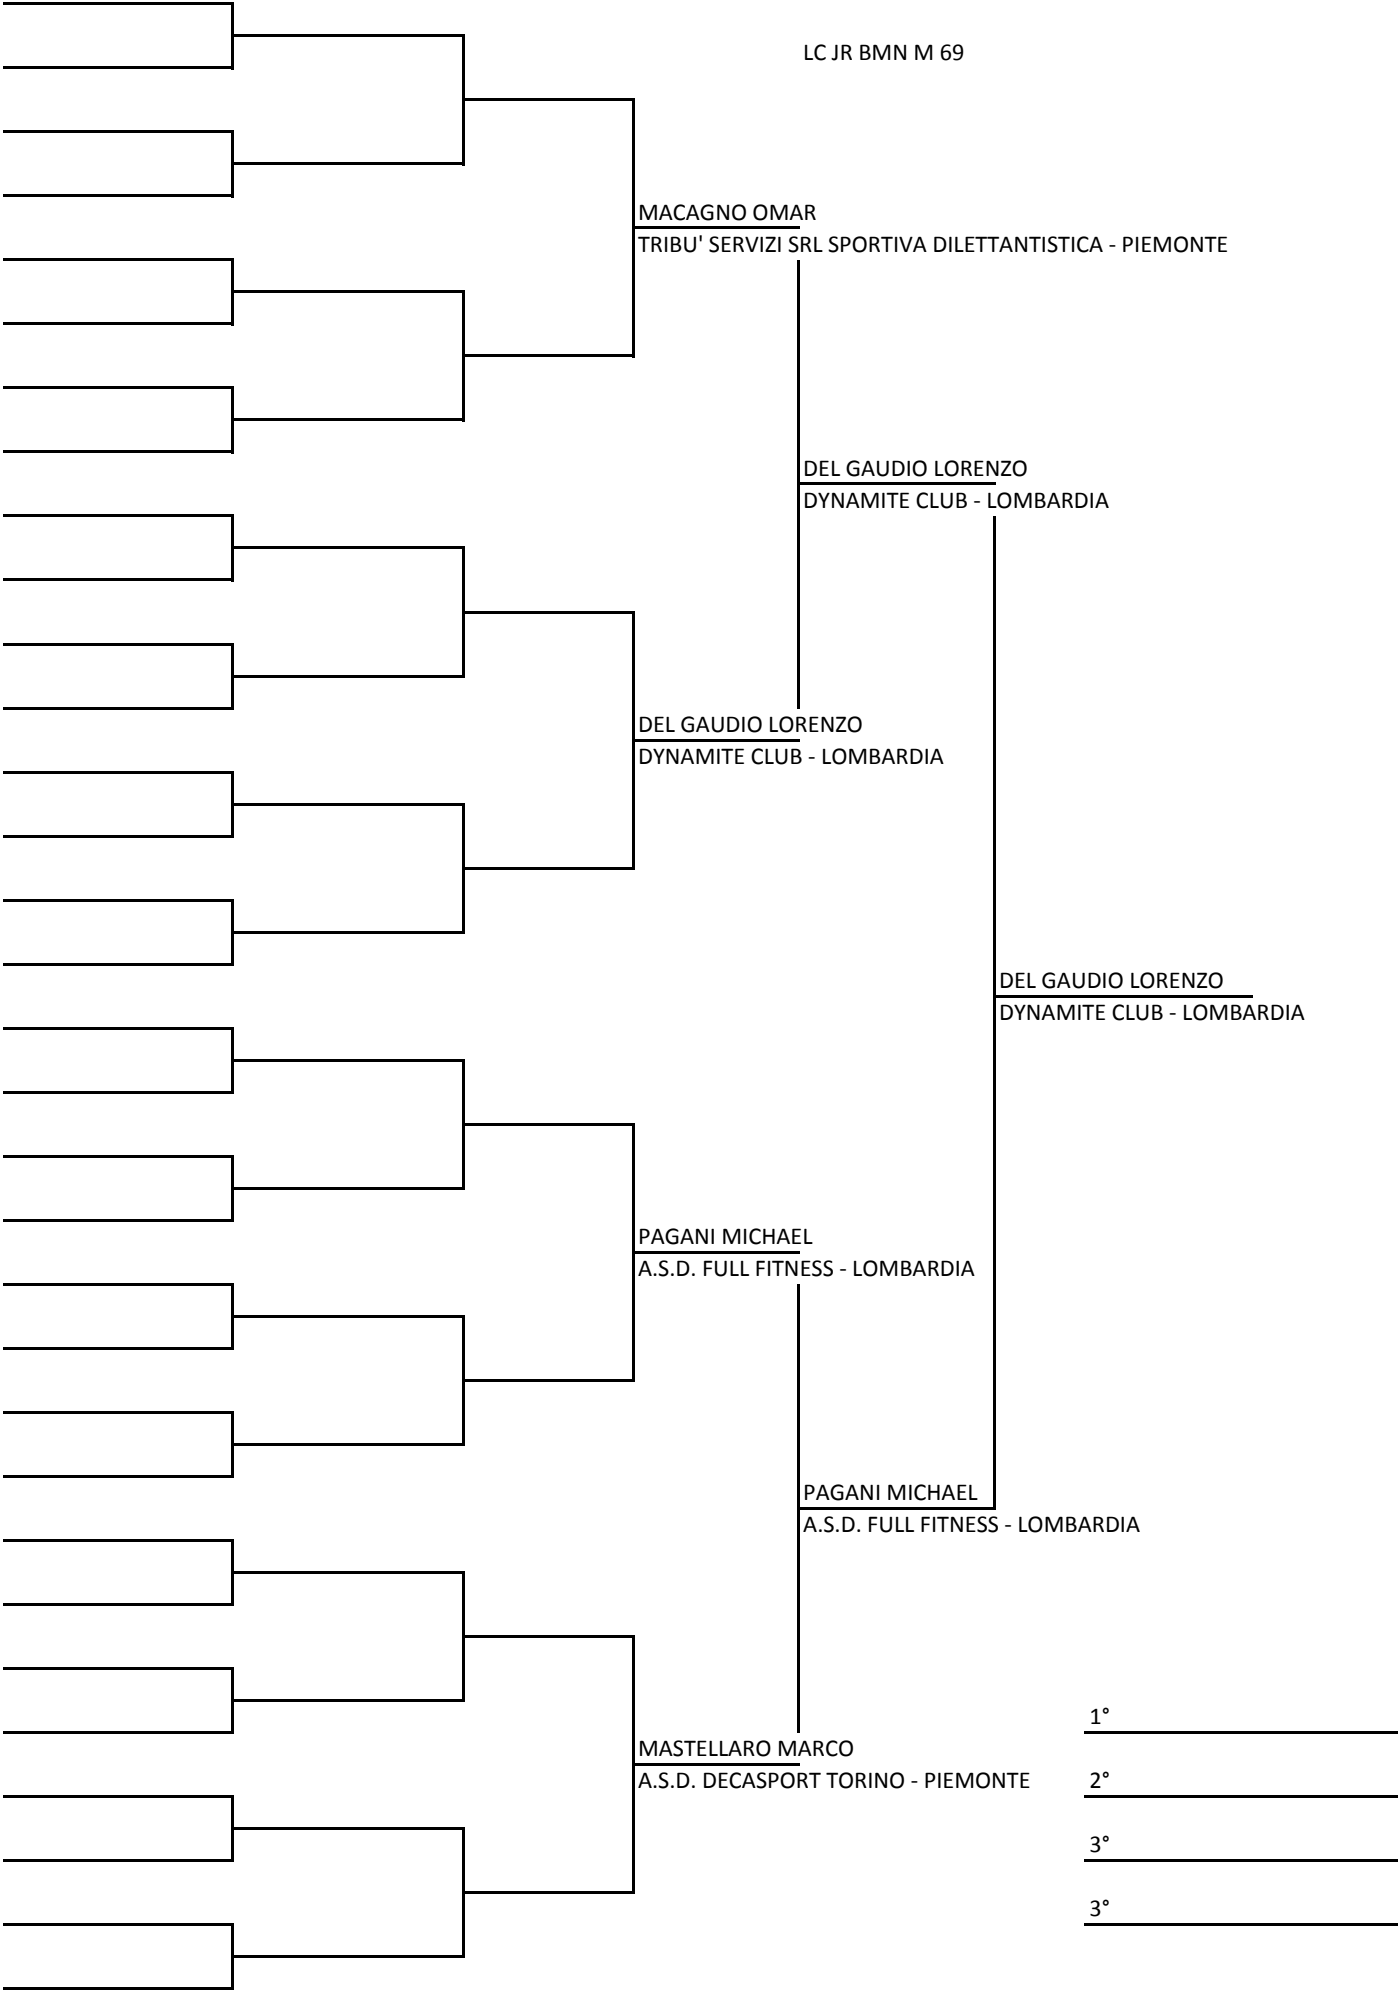 LC JR BMN M 69
MACAGNO OMAR
TRIBU' SERVIZI SRL SPORTIVA DILETTANTISTICA - PIEMONTE
DEL GAUDIO LORENZO
DYNAMITE CLUB - LOMBARDIA
DEL GAUDIO LORENZO
DYNAMITE CLUB - LOMBARDIA
DEL GAUDIO LORENZO
DYNAMITE CLUB - LOMBARDIA
PAGANI MICHAEL
A.S.D. FULL FITNESS - LOMBARDIA
PAGANI MICHAEL
A.S.D. FULL FITNESS - LOMBARDIA
MASTELLARO MARCO
A.S.D. DECASPORT TORINO - PIEMONTE
1°
2°
3°
3°